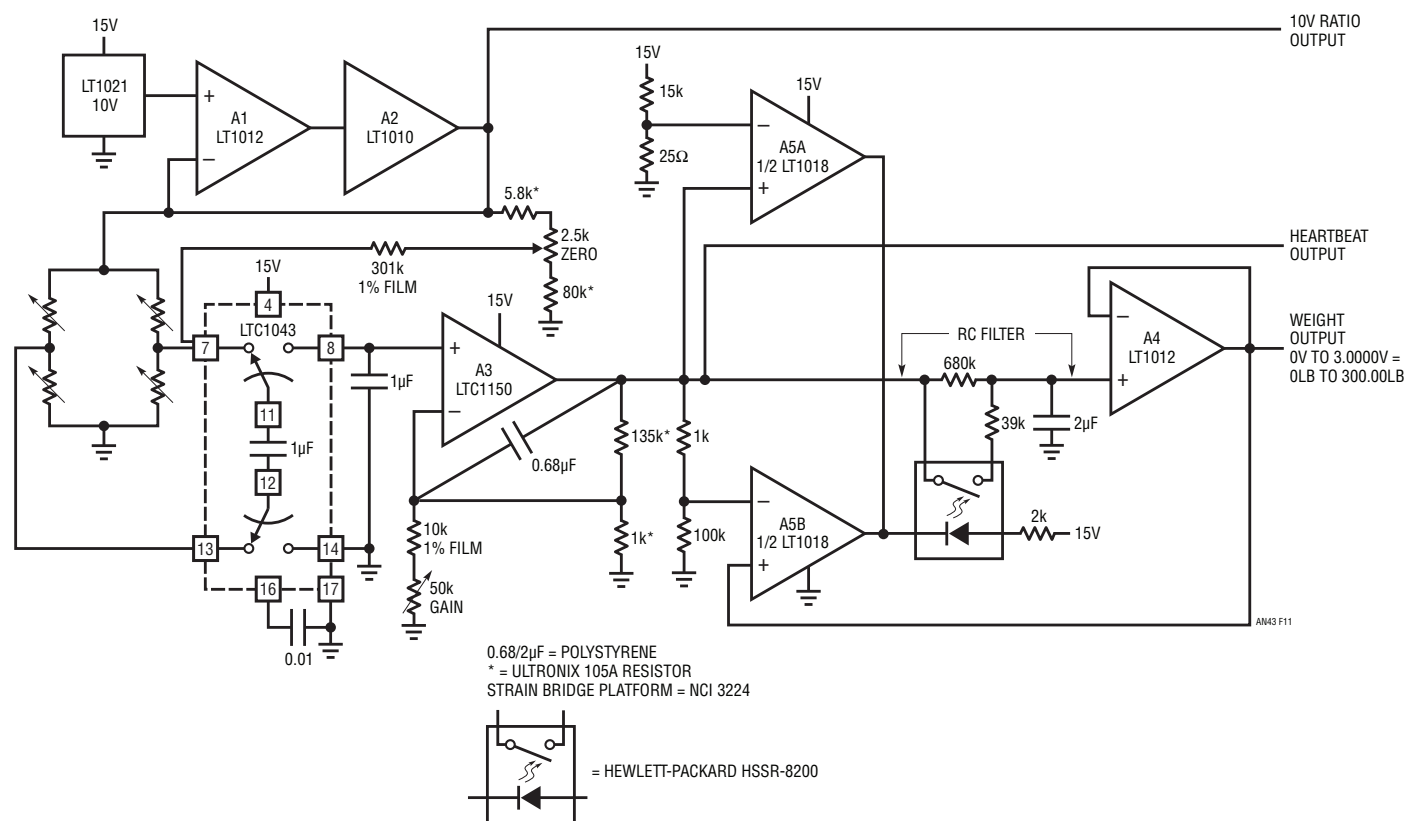 15V
LT1021
10V
+
−
A1
LT1012
A2
LT1010
10V RATIO
OUTPUT
15V
15k
25Ω
15V
−
+
A5A
1/2 LT1018
5.8k*
2.5k
ZERO
80k*
301k
1% FILM
HEARTBEAT
OUTPUT
15V
4
LTC1043
7
8
11
1µF
12
13
14
16
17
0.01
1µF
15V
+
−
A3
LTC1150
0.68µF
135k*
1k
10k
1% FILM
50k
GAIN
1k*
100k
−
+
A5B
1/2 LT1018
RC FILTER
680k
39k
2µF
2k
15V
−
+
A4
LT1012
WEIGHT
OUTPUT
0V TO 3.0000V =
0LB TO 300.00LB
AN43 F11
0.68/2µF = POLYSTYRENE
* = ULTRONIX 105A RESISTOR
STRAIN BRIDGE PLATFORM = NCI 3224
= HEWLETT-PACKARD HSSR-8200